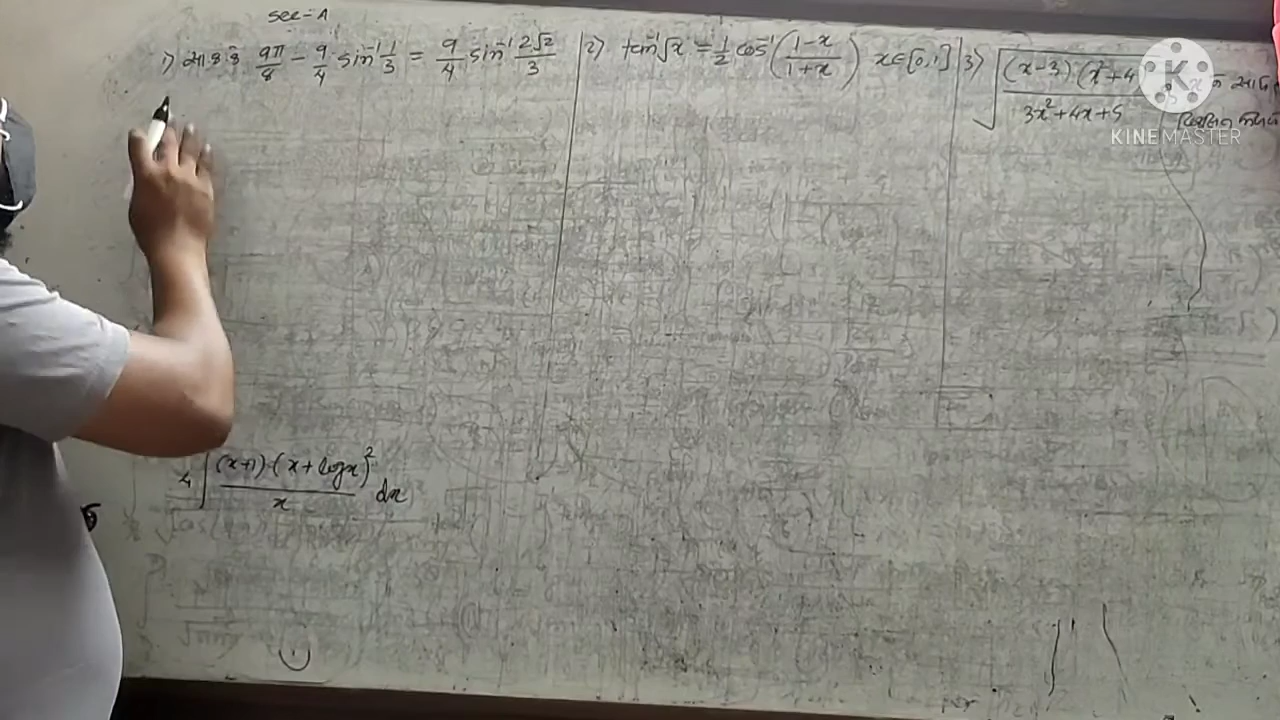 sec-A
1) સા.બ.કે 9π/8 - 9/4 sin⁻¹ 1/3 = 9/4 sin⁻¹ 2√2/3
2) tan⁻¹√x = 1/2 cos⁻¹ ((1-x)/(1+x)) x∈[0,1]
3) √((x-3)·(x²+4)/(3x²+4x+5))
4 ∫ (x+1)·(x+logx)²/x dx
KINEMASTER